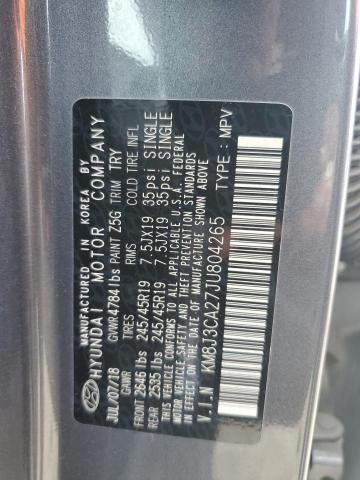 MANUFACTURED IN KOREA BY
HYUNDAI MOTOR COMPANY
JUL/07/18 GVWR 4784 lbs PAINT Z5G TRIM TRY
GAWR TIRES RIMS COLD TIRE INFL
FRONT 2646 lbs 245/45R19 7.5JX19 35psi SINGLE
REAR 2535 lbs 245/45R19 7.5JX19 35psi SINGLE
THIS VEHICLE CONFORMS TO ALL APPLICABLE U.S.A. FEDERAL
MOTOR VEHICLE SAFETY, BUMPER, AND THEFT PREVENTION STANDARDS
IN EFFECT ON THE DATE OF MANUFACTURE SHOWN ABOVE
V.I.N : KM8J3CA27JU804265 TYPE : MPV